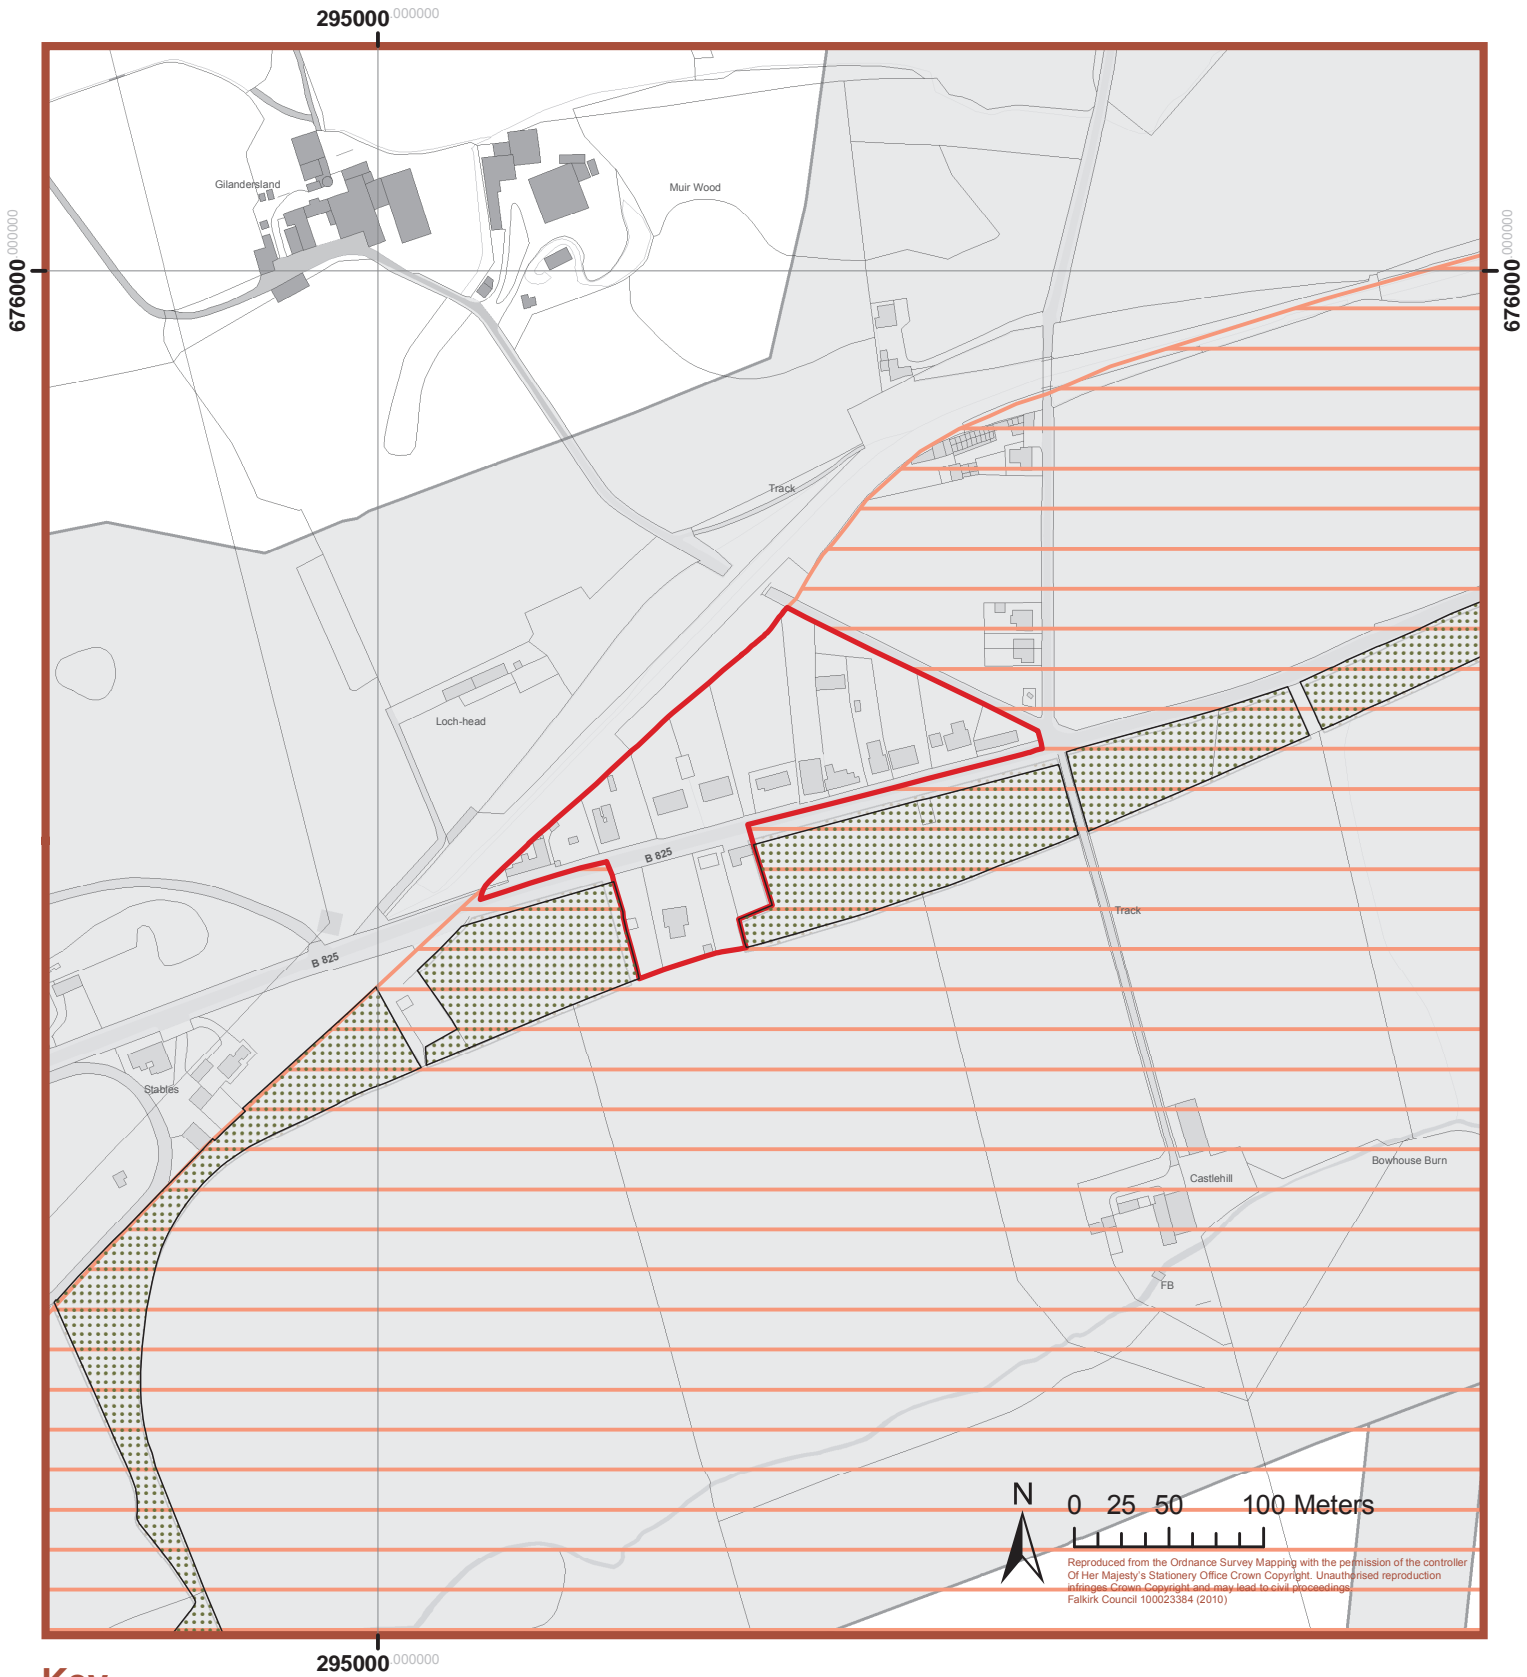 295000.000000
676000.000000
676000.000000
Gilandersland
Muir Wood
Track
Loch-head
B 825
Track
B 825
Stables
Bowhouse Burn
Castlehill
FB
N
0 25 50 100 Meters
Reproduced from the Ordnance Survey Mapping with the permission of the controller
Of Her Majesty's Stationery Office Crown Copyright. Unauthorised reproduction
infringes Crown Copyright and may lead to civil proceedings
Falkirk Council 100023384 (2010)
295000.000000
Key